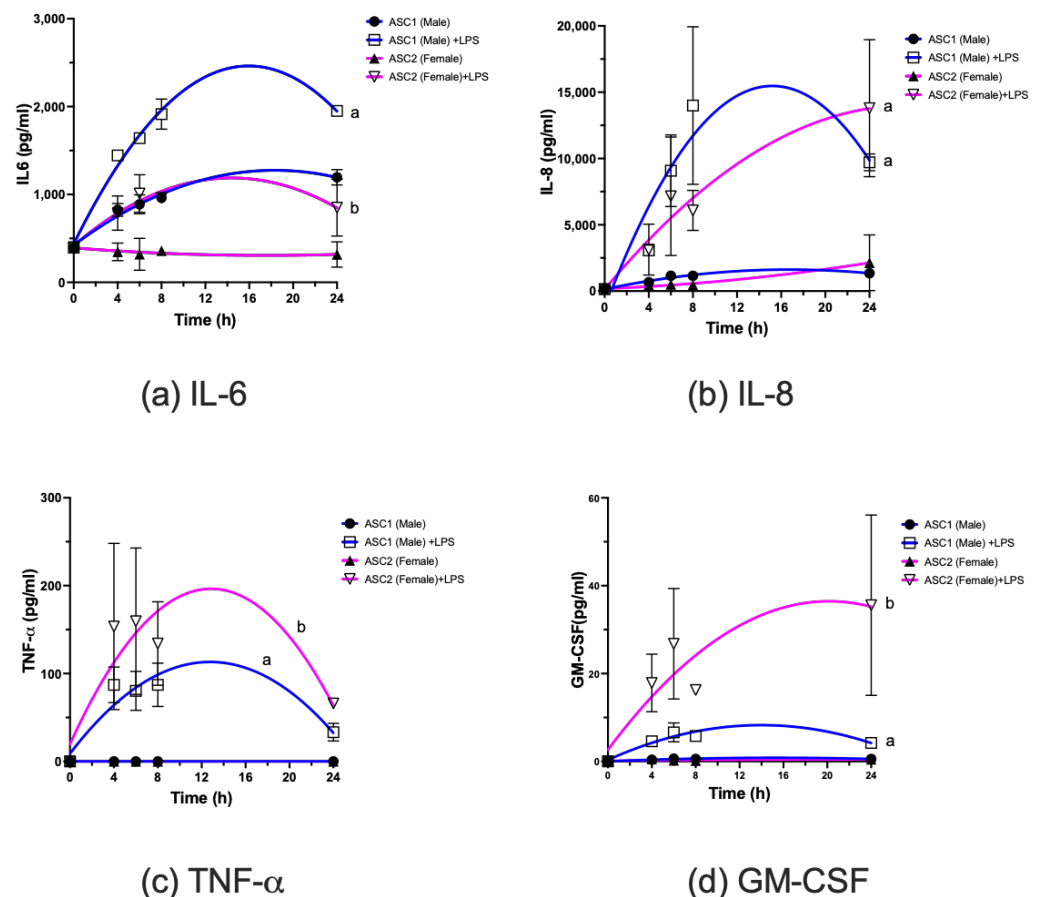 3,000
2,000
1,000
0
IL6 (pg/ml)
0 4 8 12 16 20 24
Time (h)
ASC1 (Male)
ASC1 (Male) +LPS
ASC2 (Female)
ASC2 (Female)+LPS
a
b
(a) IL-6
20,000
15,000
10,000
5,000
0
IL-8 (pg/ml)
0 4 8 12 16 20 24
Time (h)
ASC1 (Male)
ASC1 (Male) +LPS
ASC2 (Female)
ASC2 (Female)+LPS
a
a
(b) IL-8
300
200
100
0
TNF-α (pg/ml)
0 4 8 12 16 20 24
Time (h)
ASC1 (Male)
ASC1 (Male) +LPS
ASC2 (Female)
ASC2 (Female)+LPS
b
a
(c) TNF-α
60
40
20
0
GM-CSF(pg/ml)
0 4 8 12 16 20 24
Time (h)
ASC1 (Male)
ASC1 (Male) +LPS
ASC2 (Female)
ASC2 (Female)+LPS
b
a
(d) GM-CSF